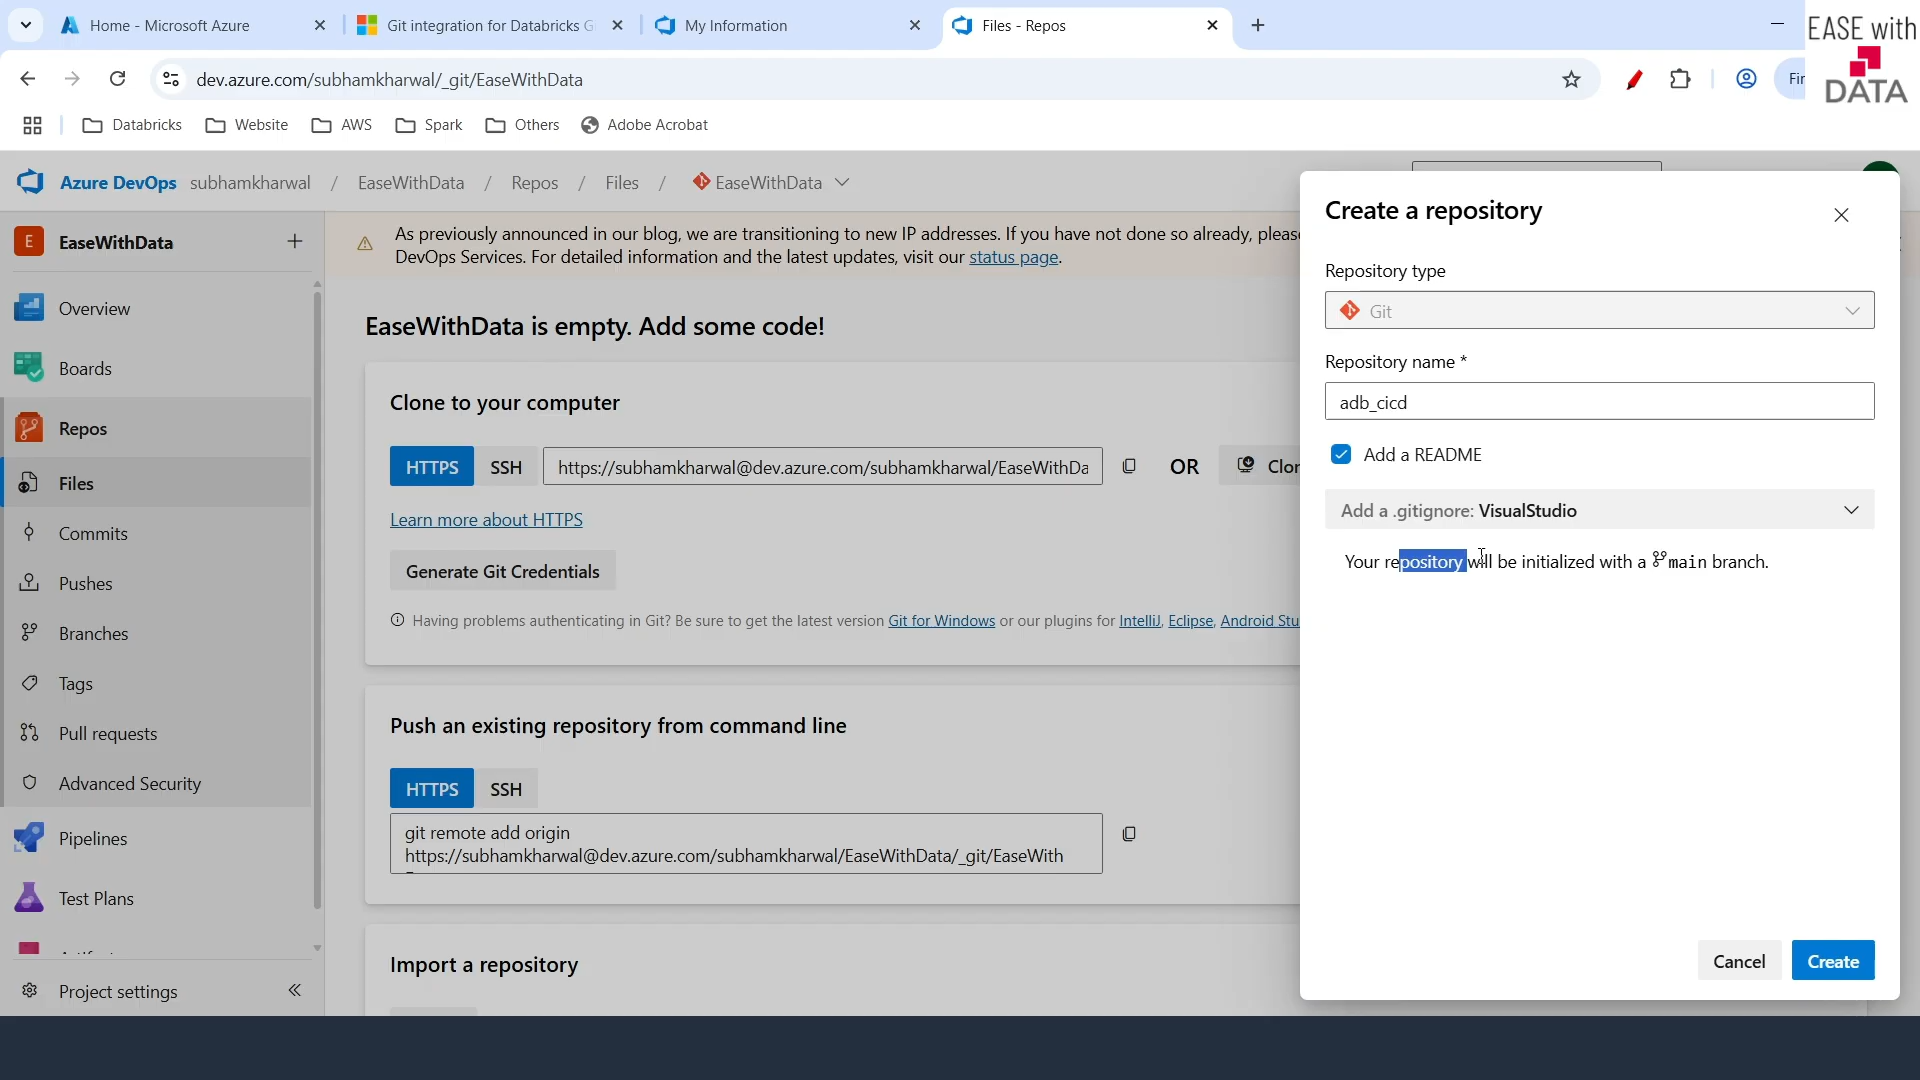 Home - Microsoft Azure
Git integration for Databricks G
My Information
Files - Repos
EASE with
DATA
dev.azure.com/subhamkharwal/_git/EaseWithData
Fir
Databricks
Website
AWS
Spark
Others
Adobe Acrobat
Azure DevOps
subhamkharwal / EaseWithData / Repos / Files / EaseWithData
E
EaseWithData
Overview
Boards
Repos
Files
Commits
Pushes
Branches
Tags
Pull requests
Advanced Security
Pipelines
Test Plans
Project settings
As previously announced in our blog, we are transitioning to new IP addresses. If you have not done so already, please
DevOps Services. For detailed information and the latest updates, visit our status page.
EaseWithData is empty. Add some code!
Clone to your computer
HTTPS
SSH
https://subhamkharwal@dev.azure.com/subhamkharwal/EaseWithDa
OR
Clor
Learn more about HTTPS
Generate Git Credentials
Having problems authenticating in Git? Be sure to get the latest version Git for Windows or our plugins for IntelliJ, Eclipse, Android Stu
Push an existing repository from command line
HTTPS
SSH
git remote add origin
https://subhamkharwal@dev.azure.com/subhamkharwal/EaseWithData/_git/EaseWith
Import a repository
Create a repository
Repository type
Git
Repository name *
adb_cicd
Add a README
Add a .gitignore: VisualStudio
Your repository will be initialized with a main branch.
Cancel
Create